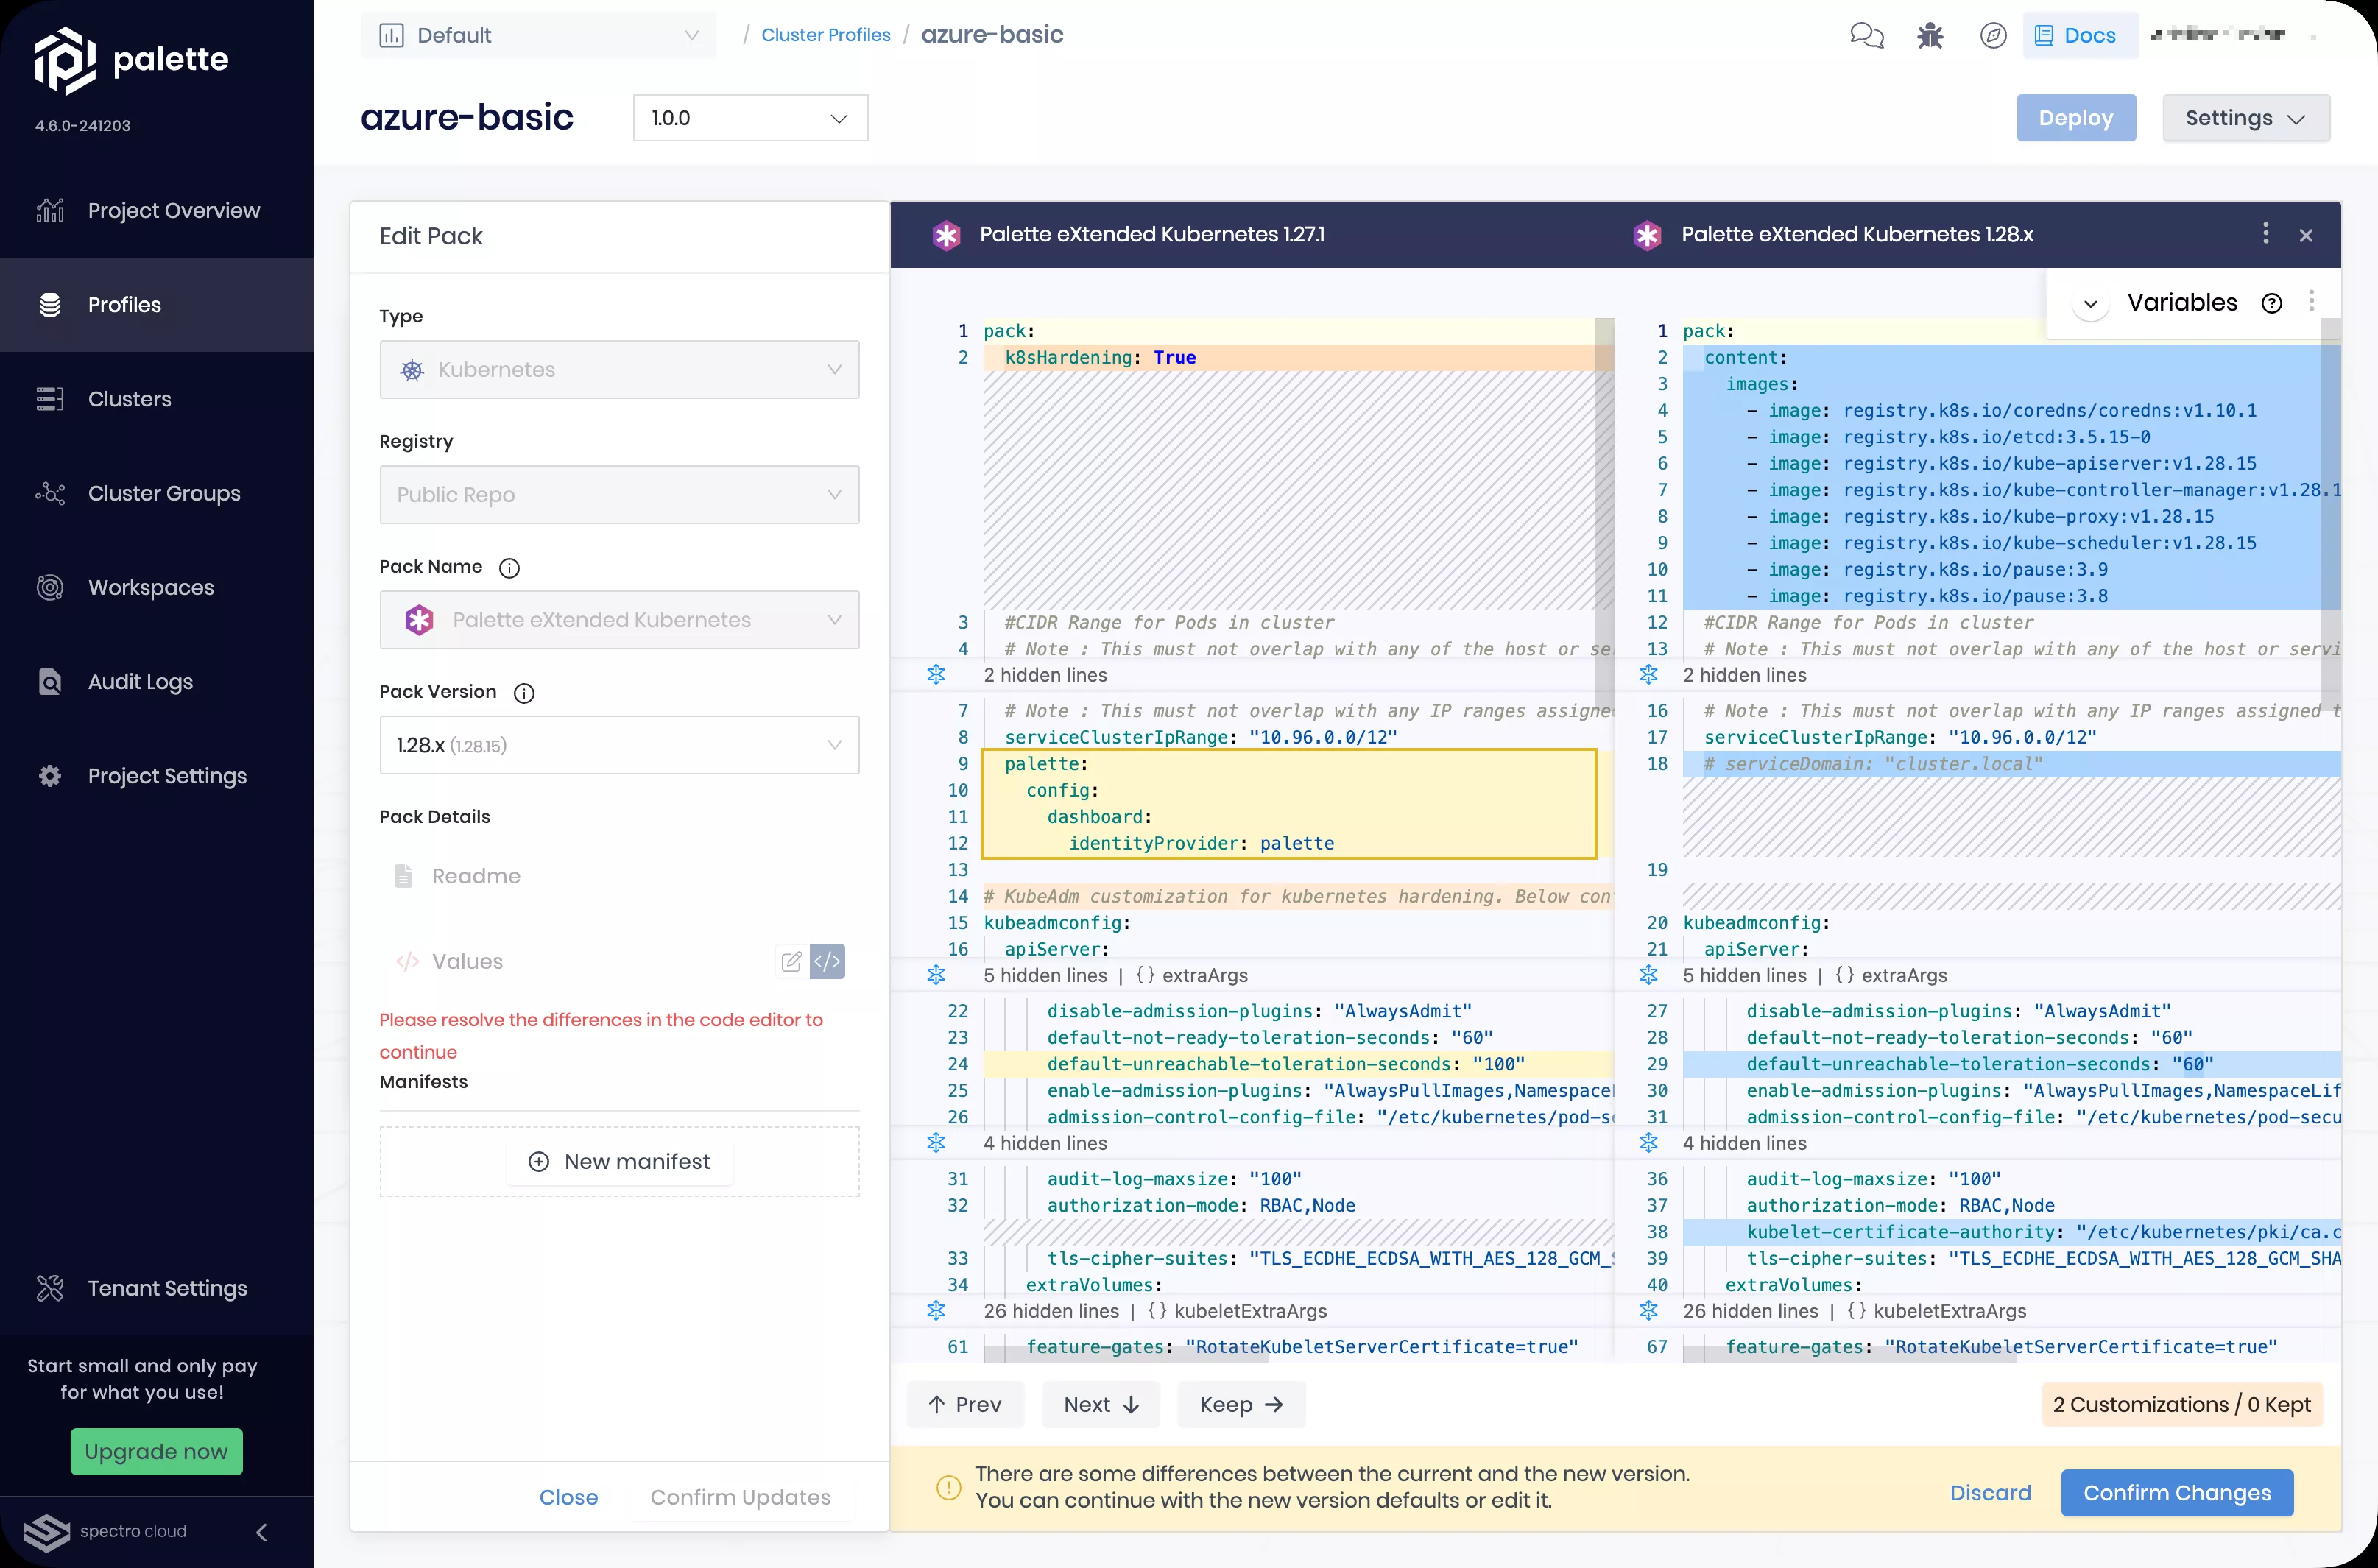 palette
4.6.0-241203
Project Overview
Profiles
Clusters
Cluster Groups
Workspaces
Audit Logs
Project Settings
Tenant Settings
Start small and only pay
for what you use!
Upgrade now
spectro cloud
Default
/ Cluster Profiles / azure-basic
Docs
azure-basic
1.0.0
Deploy
Settings
Edit Pack
Type
Kubernetes
Registry
Public Repo
Pack Name
Palette eXtended Kubernetes
Pack Version
1.28.x (1.28.15)
Pack Details
Readme
</> Values
</>
Please resolve the differences in the code editor to
continue
Manifests
New manifest
Close
Confirm Updates
Palette eXtended Kubernetes 1.27.1
1 pack:
2 k8sHardening: True
3 #CIDR Range for Pods in cluster
4 # Note : This must not overlap with any of the host or se
2 hidden lines
7 # Note : This must not overlap with any IP ranges assigne
8 serviceClusterIpRange: "10.96.0.0/12"
9 palette:
10 config:
11 dashboard:
12 identityProvider: palette
13
14 # KubeAdm customization for kubernetes hardening. Below con
15 kubeadmconfig:
16 apiServer:
5 hidden lines | {} extraArgs
22 disable-admission-plugins: "AlwaysAdmit"
23 default-not-ready-toleration-seconds: "60"
24 default-unreachable-toleration-seconds: "100"
25 enable-admission-plugins: "AlwaysPullImages,NamespaceL
26 admission-control-config-file: "/etc/kubernetes/pod-s
4 hidden lines
31 audit-log-maxsize: "100"
32 authorization-mode: RBAC,Node
33 tls-cipher-suites: "TLS_ECDHE_ECDSA_WITH_AES_128_GCM_S
34 extraVolumes:
26 hidden lines | {} kubeletExtraArgs
61 feature-gates: "RotateKubeletServerCertificate=true"
Palette eXtended Kubernetes 1.28.x
Variables
1 pack:
2 content:
3 images:
4 - image: registry.k8s.io/coredns/coredns:v1.10.1
5 - image: registry.k8s.io/etcd:3.5.15-0
6 - image: registry.k8s.io/kube-apiserver:v1.28.15
7 - image: registry.k8s.io/kube-controller-manager:v1.28.1
8 - image: registry.k8s.io/kube-proxy:v1.28.15
9 - image: registry.k8s.io/kube-scheduler:v1.28.15
10 - image: registry.k8s.io/pause:3.9
11 - image: registry.k8s.io/pause:3.8
12 #CIDR Range for Pods in cluster
13 # Note : This must not overlap with any of the host or servi
2 hidden lines
16 # Note : This must not overlap with any IP ranges assigned t
17 serviceClusterIpRange: "10.96.0.0/12"
18 # serviceDomain: "cluster.local"
19
20 kubeadmconfig:
21 apiServer:
5 hidden lines | {} extraArgs
27 disable-admission-plugins: "AlwaysAdmit"
28 default-not-ready-toleration-seconds: "60"
29 default-unreachable-toleration-seconds: "60"
30 enable-admission-plugins: "AlwaysPullImages,NamespaceLif
31 admission-control-config-file: "/etc/kubernetes/pod-secu
4 hidden lines
36 audit-log-maxsize: "100"
37 authorization-mode: RBAC,Node
38 kubelet-certificate-authority: "/etc/kubernetes/pki/ca.c
39 tls-cipher-suites: "TLS_ECDHE_ECDSA_WITH_AES_128_GCM_SHA
40 extraVolumes:
26 hidden lines | {} kubeletExtraArgs
67 feature-gates: "RotateKubeletServerCertificate=true"
↑ Prev
Next ↓
Keep →
2 Customizations / 0 Kept
There are some differences between the current and the new version.
You can continue with the new version defaults or edit it.
Discard
Confirm Changes